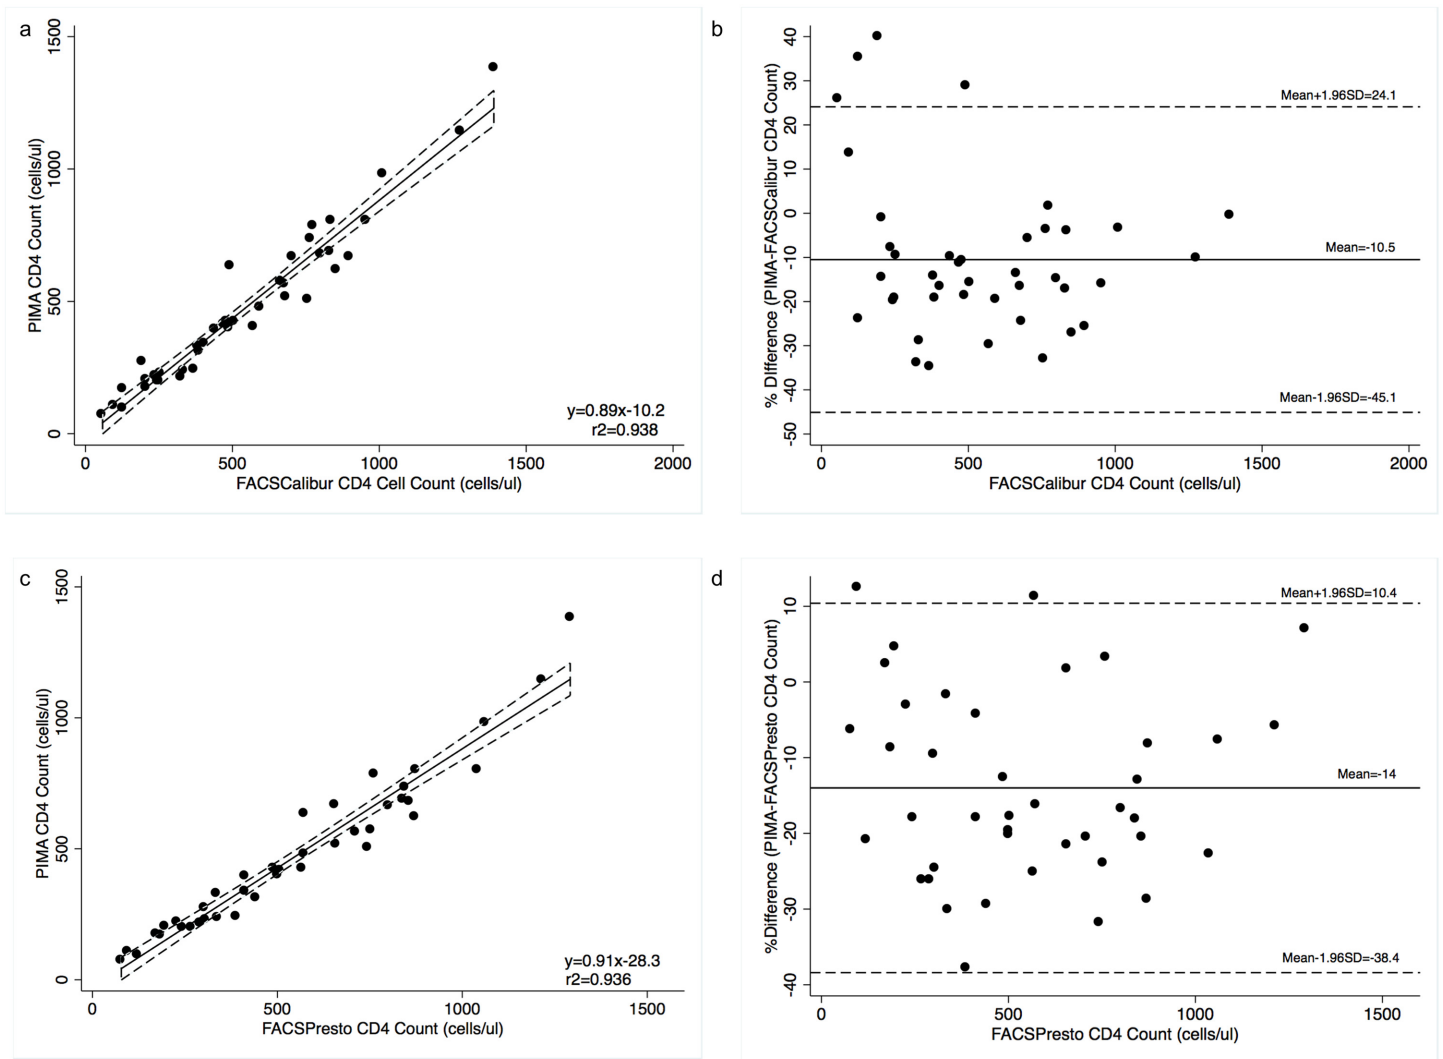 a
1500
1000
500
0
PIMA CD4 Count (cells/ul)
y=0.89x-10.2
r2=0.938
0 500 1000 1500 2000
FACSCalibur CD4 Cell Count (cells/ul)
b
40
30
20
10
0
-10
-20
-30
-40
-50
% Difference (PIMA-FACSCalibur CD4 Count)
Mean+1.96SD=24.1
Mean=-10.5
Mean-1.96SD=-45.1
0 500 1000 1500 2000
FACSCalibur CD4 Count (cells/ul)
c
1500
1000
500
0
PIMA CD4 Count (cells/ul)
y=0.91x-28.3
r2=0.936
0 500 1000 1500
FACSPresto CD4 Count (cells/ul)
d
10
0
-10
-20
-30
-40
%Difference (PIMA-FACSPresto CD4 Count)
Mean+1.96SD=10.4
Mean=-14
Mean-1.96SD=-38.4
0 500 1000 1500
FACSPresto CD4 Count (cells/ul)